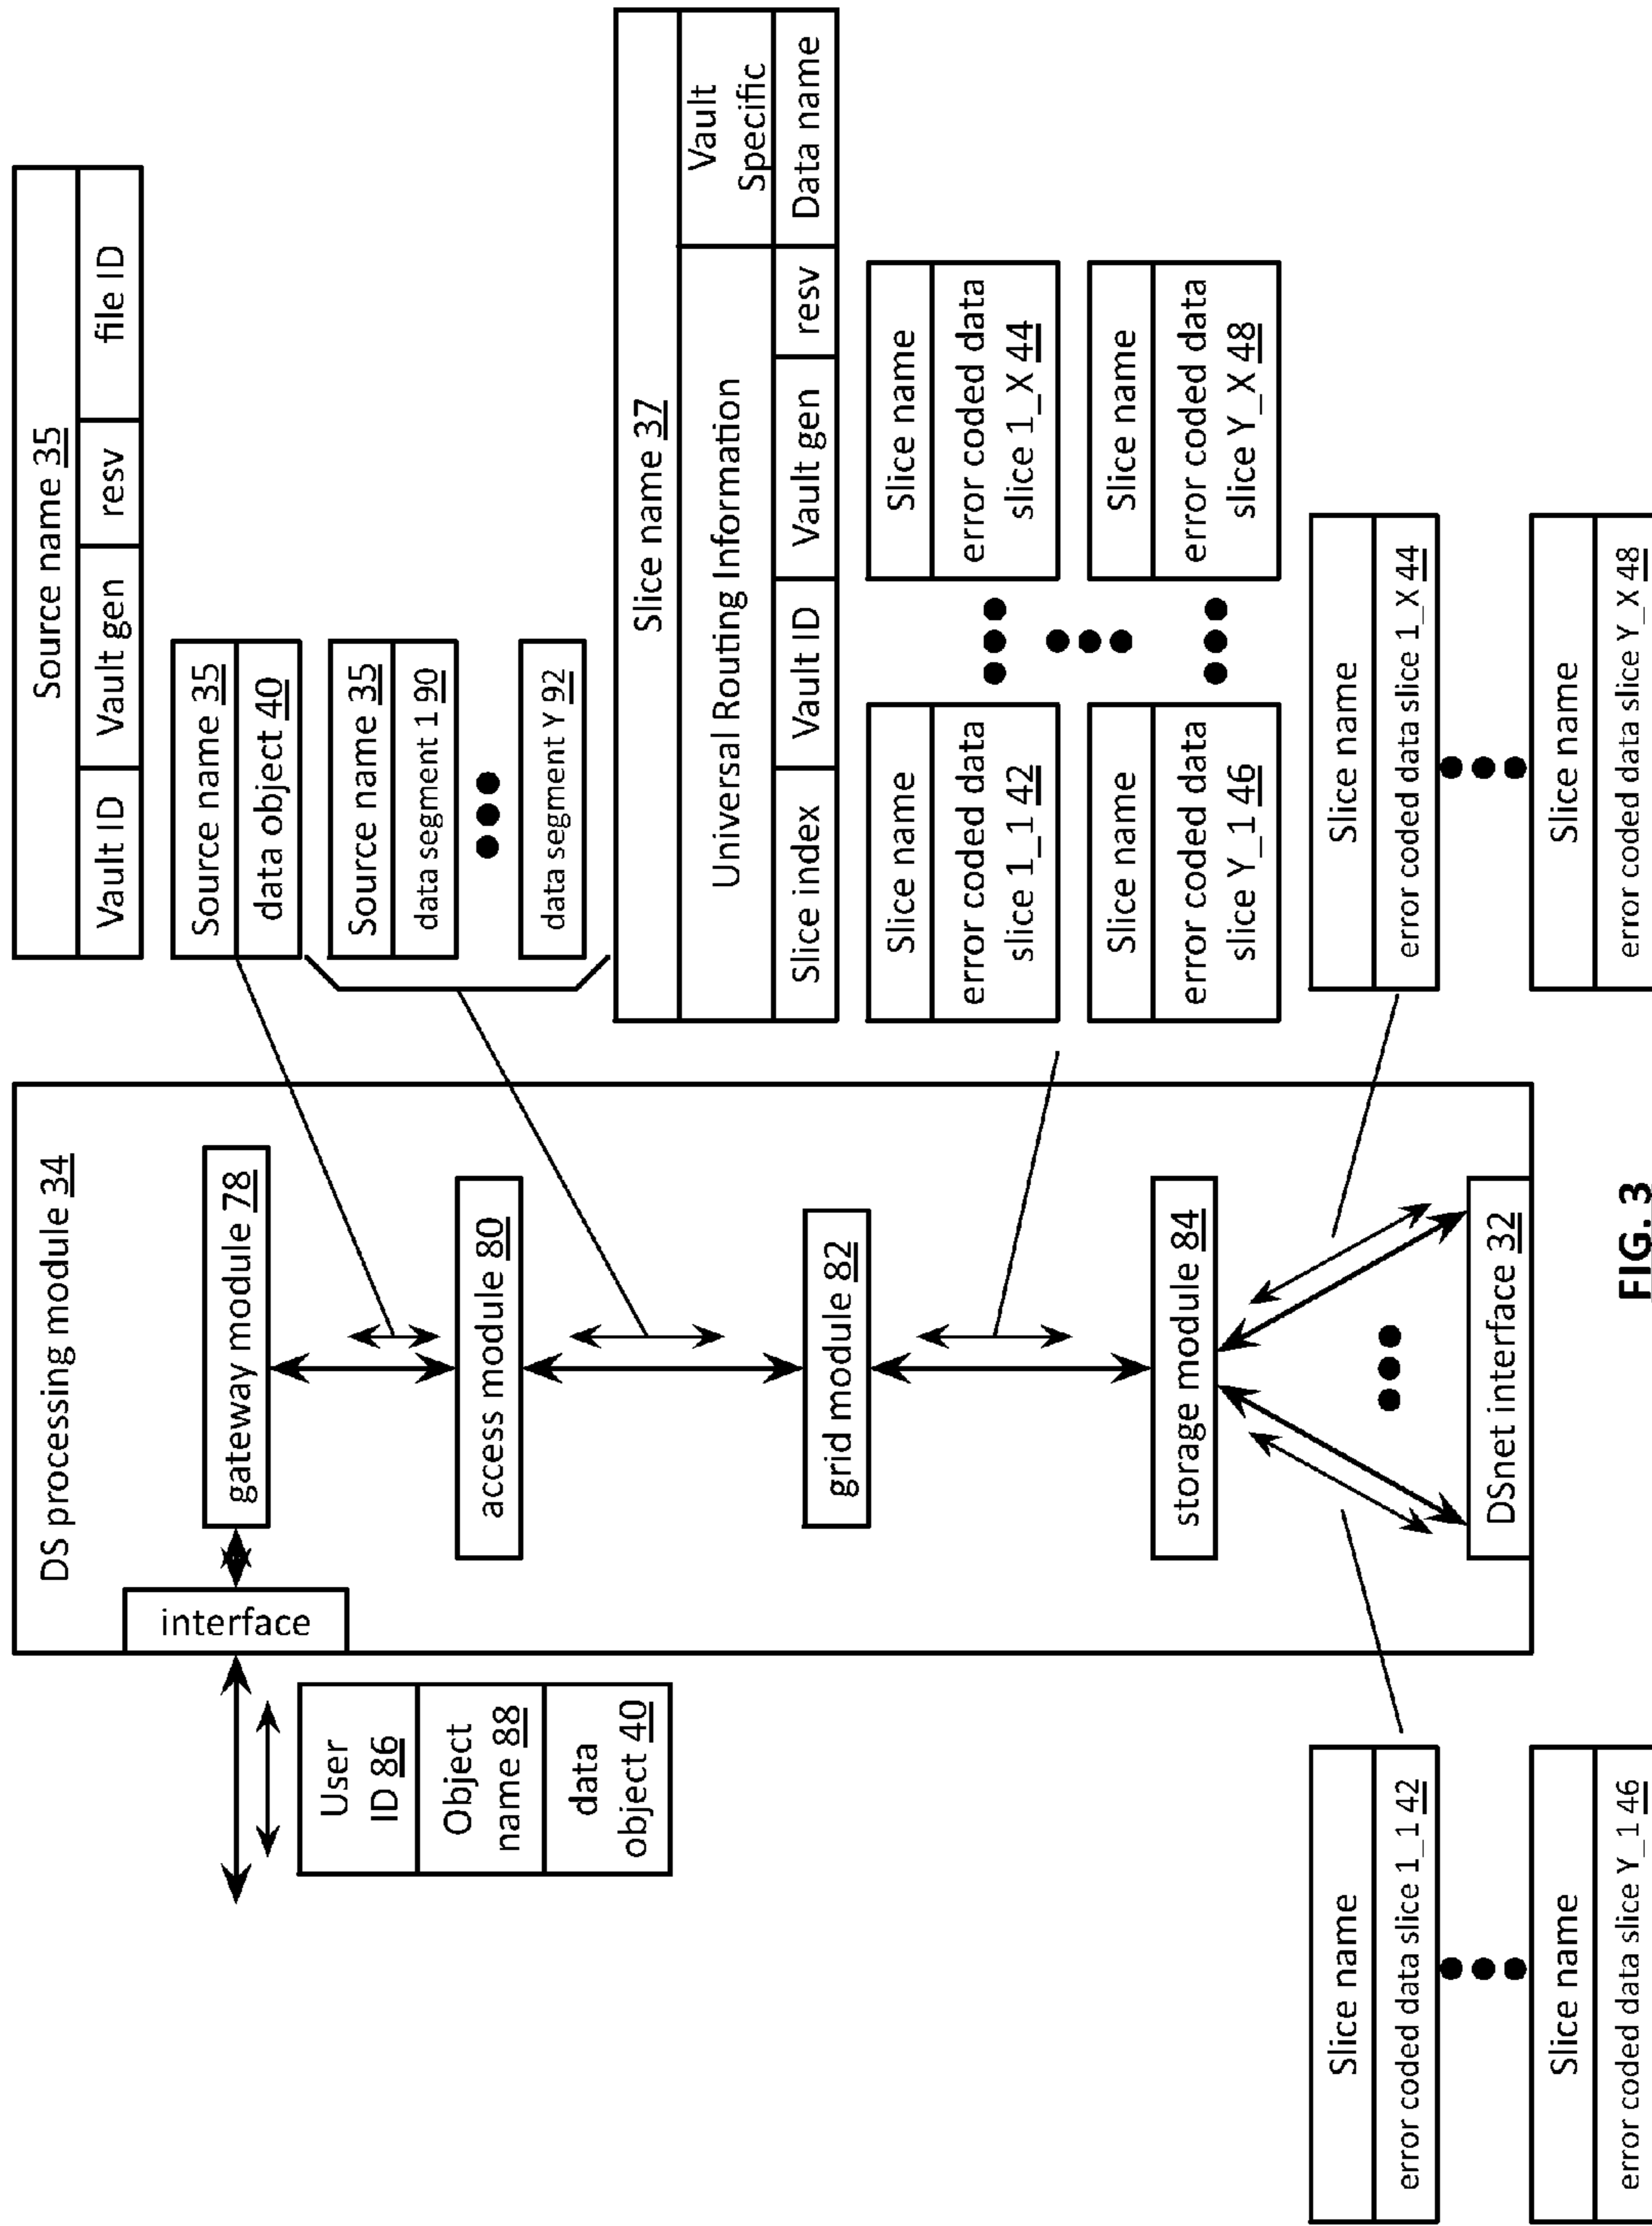 DS processing module 34
interface
gateway module 78
access module 80
grid module 82
storage module 84
DSnet interface 32
User
ID 86
Object
name 88
data
object 40
Source name 35
Vault ID
Vault gen
resv
file ID
Source name 35
data object 40
Source name 35
data segment 1 90
data segment Y 92
Slice name 37
Universal Routing Information
Vault
Specific
Slice index
Vault ID
Vault gen
resv
Data name
Slice name
error coded data
slice 1_1 42
Slice name
error coded data
slice 1_X 44
Slice name
error coded data
slice Y_1 46
Slice name
error coded data
slice Y_X 48
Slice name
error coded data slice 1_1 42
Slice name
error coded data slice Y_1 46
Slice name
error coded data slice 1_X 44
Slice name
error coded data slice Y_X 48
FIG. 3